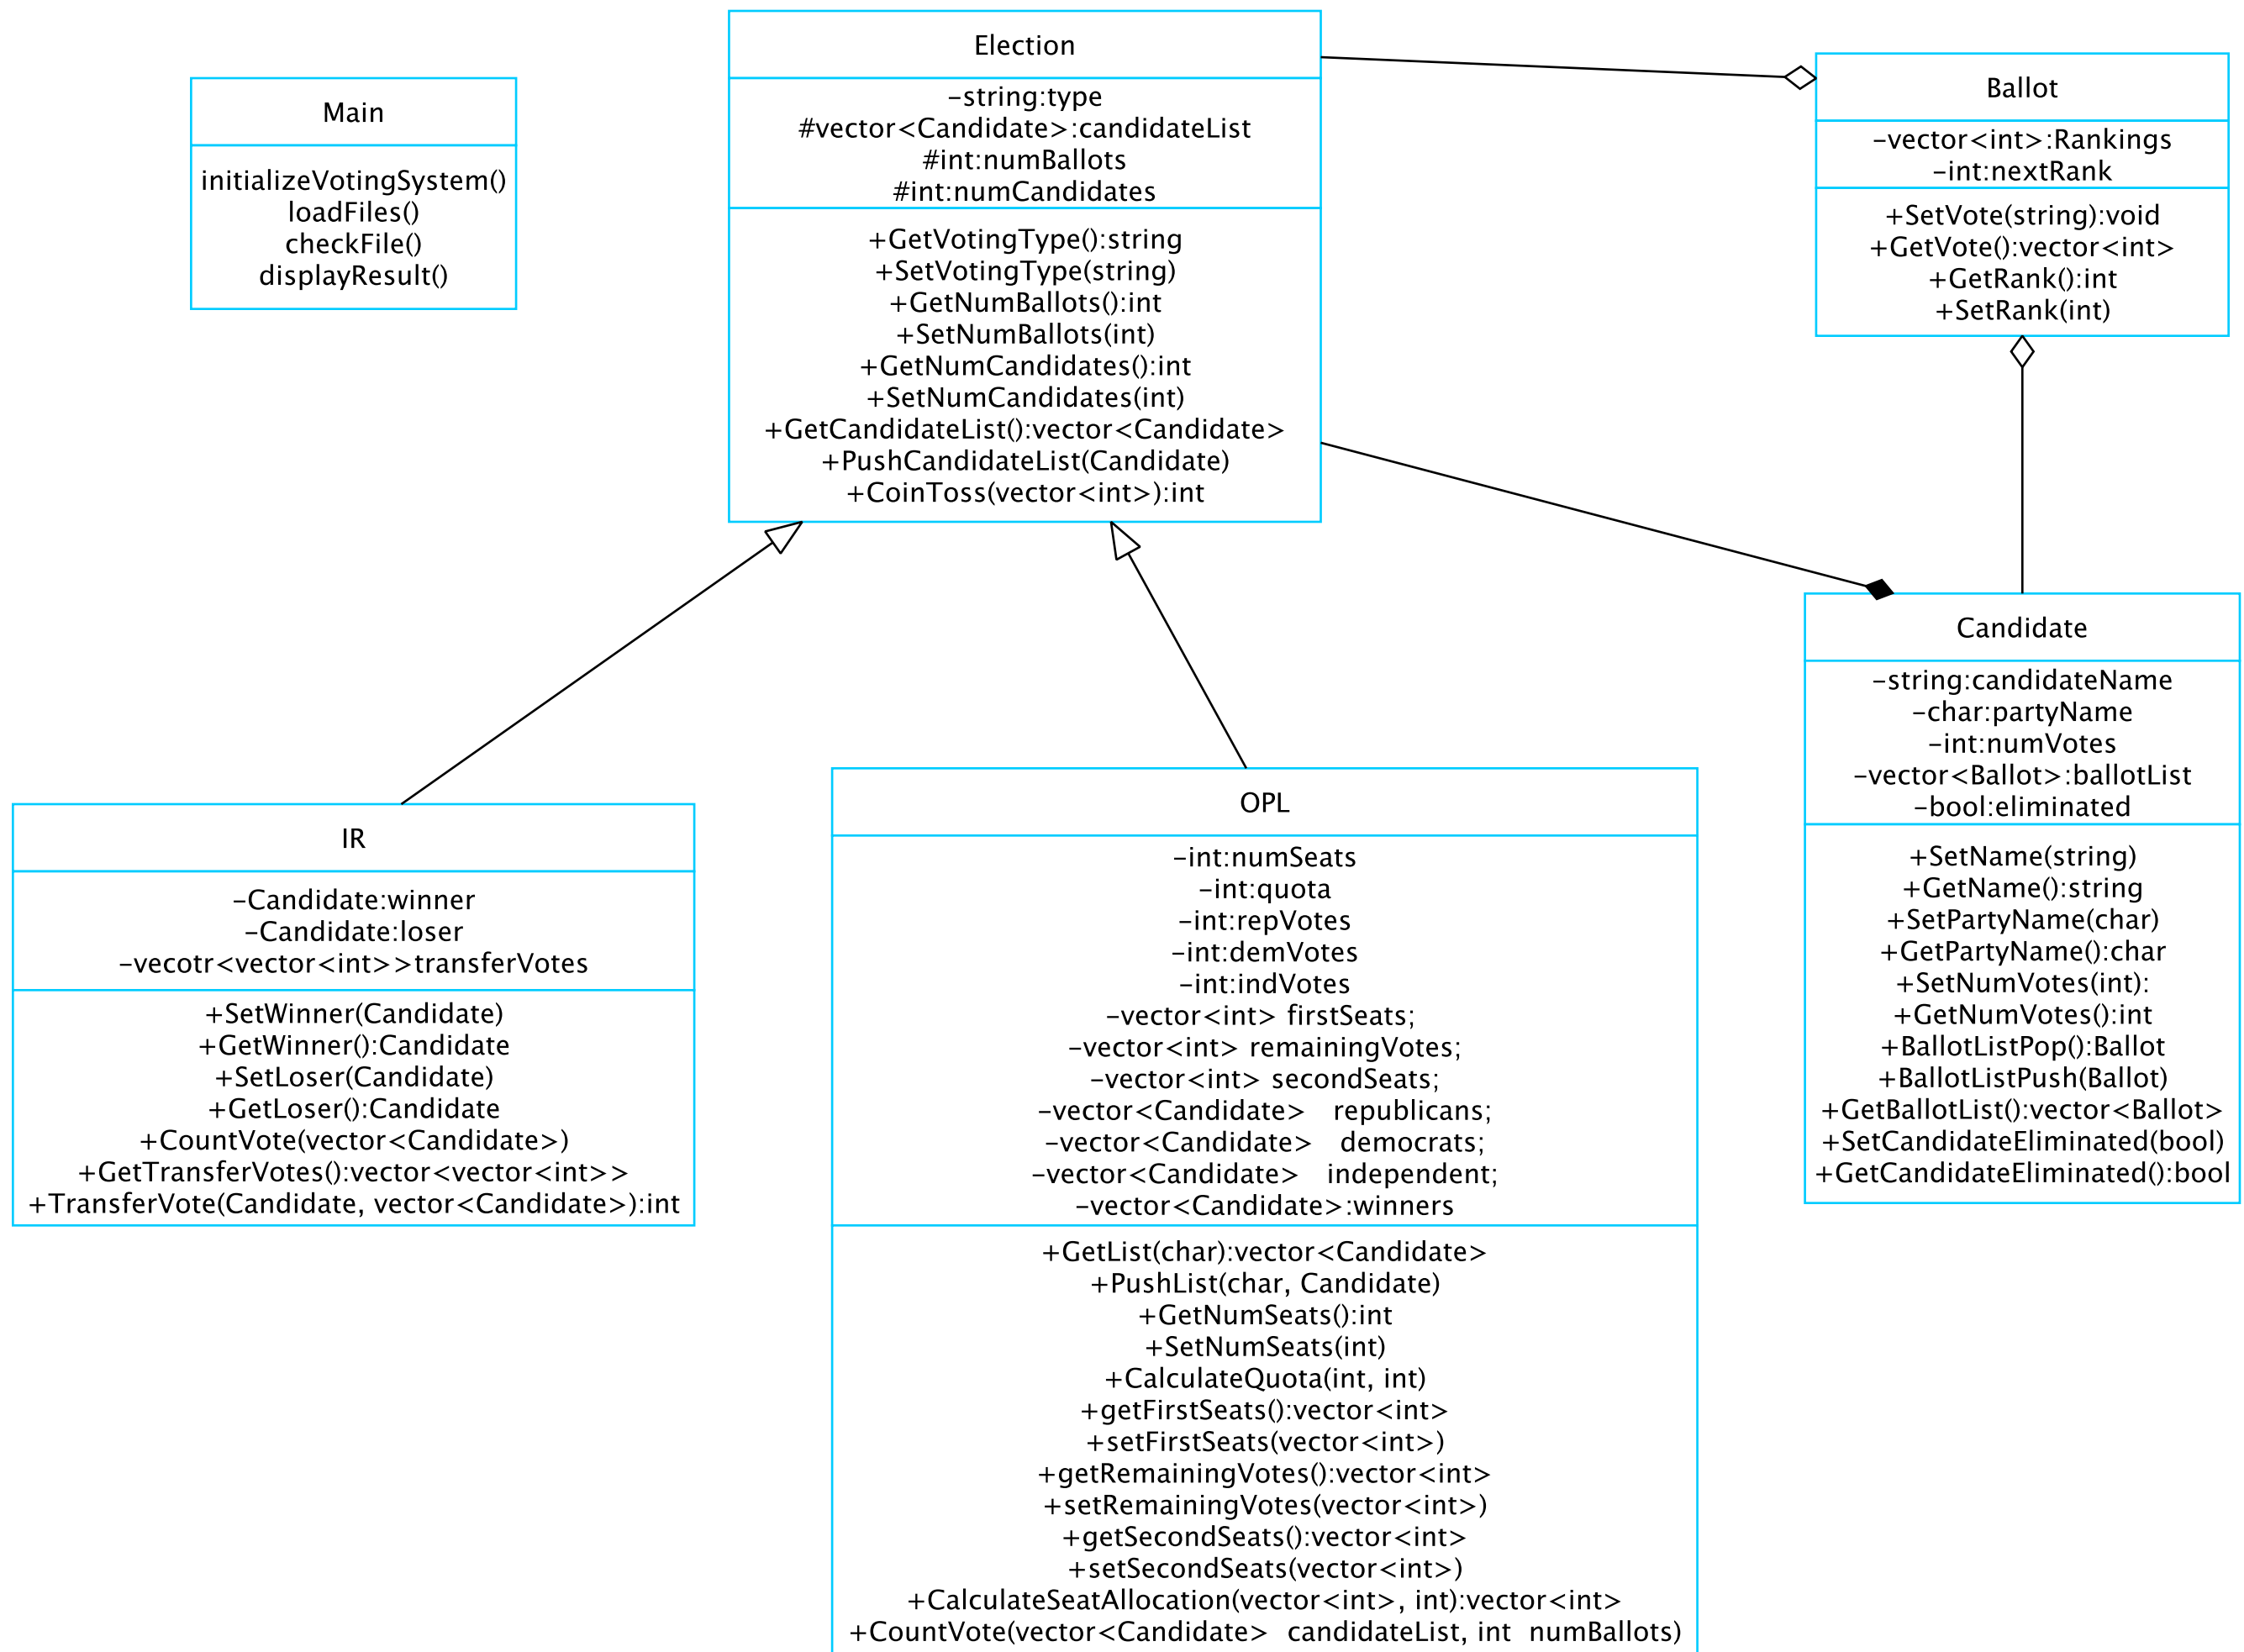 Main
initializeVotingSystem()
loadFiles()
checkFile()
displayResult()
Election
-string:type
#vector<Candidate>:candidateList
#int:numBallots
#int:numCandidates
+GetVotingType():string
+SetVotingType(string)
+GetNumBallots():int
+SetNumBallots(int)
+GetNumCandidates():int
+SetNumCandidates(int)
+GetCandidateList():vector<Candidate>
+PushCandidateList(Candidate)
+CoinToss(vector<int>):int
Ballot
-vector<int>:Rankings
-int:nextRank
+SetVote(string):void
+GetVote():vector<int>
+GetRank():int
+SetRank(int)
Candidate
-string:candidateName
-char:partyName
-int:numVotes
-vector<Ballot>:ballotList
-bool:eliminated
+SetName(string)
+GetName():string
+SetPartyName(char)
+GetPartyName():char
+SetNumVotes(int):
+GetNumVotes():int
+BallotListPop():Ballot
+BallotListPush(Ballot)
+GetBallotList():vector<Ballot>
+SetCandidateEliminated(bool)
+GetCandidateEliminated():bool
IR
-Candidate:winner
-Candidate:loser
-vecotr<vector<int>>transferVotes
+SetWinner(Candidate)
+GetWinner():Candidate
+SetLoser(Candidate)
+GetLoser():Candidate
+CountVote(vector<Candidate>)
+GetTransferVotes():vector<vector<int>>
+TransferVote(Candidate, vector<Candidate>):int
OPL
-int:numSeats
-int:quota
-int:repVotes
-int:demVotes
-int:indVotes
-vector<int> firstSeats;
-vector<int> remainingVotes;
-vector<int> secondSeats;
-vector<Candidate> republicans;
-vector<Candidate> democrats;
-vector<Candidate> independent;
-vector<Candidate>:winners
+GetList(char):vector<Candidate>
+PushList(char, Candidate)
+GetNumSeats():int
+SetNumSeats(int)
+CalculateQuota(int, int)
+getFirstSeats():vector<int>
+setFirstSeats(vector<int>)
+getRemainingVotes():vector<int>
+setRemainingVotes(vector<int>)
+getSecondSeats():vector<int>
+setSecondSeats(vector<int>)
+CalculateSeatAllocation(vector<int>, int):vector<int>
+CountVote(vector<Candidate> candidateList, int numBallots)